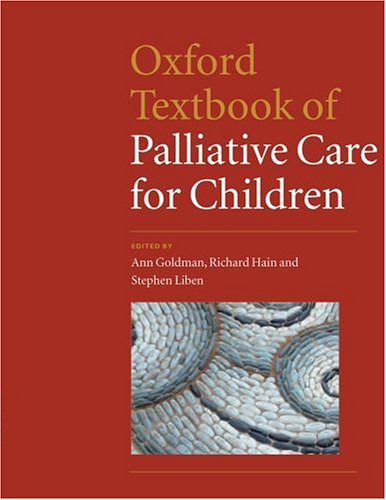 Oxford
Textbook of
Palliative Care
for Children
EDITED BY
Ann Goldman, Richard Hain and
Stephen Liben